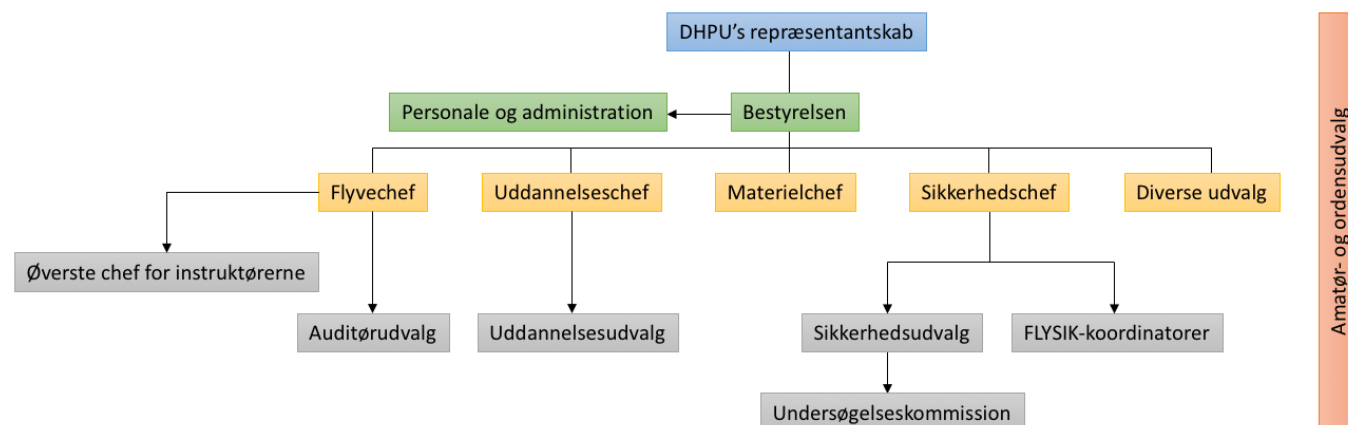 DHPU’s repræsentantskab
Personale og administration
Bestyrelsen
Flyvechef
Uddannelseschef
Materielchef
Sikkerhedschef
Diverse udvalg
Øverste chef for instruktørerne
Auditørudvalg
Uddannelsesudvalg
Sikkerhedsudvalg
FLYSIK-koordinatorer
Undersøgelseskommission
Amatør- og ordensudvalg